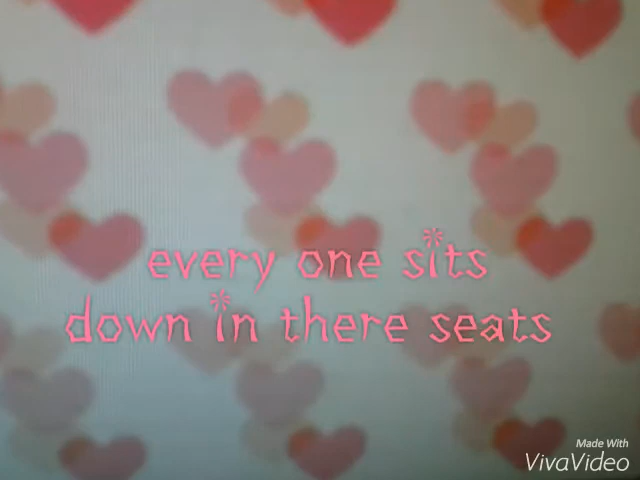 every one sits
down in there seats
Made With
VivaVideo